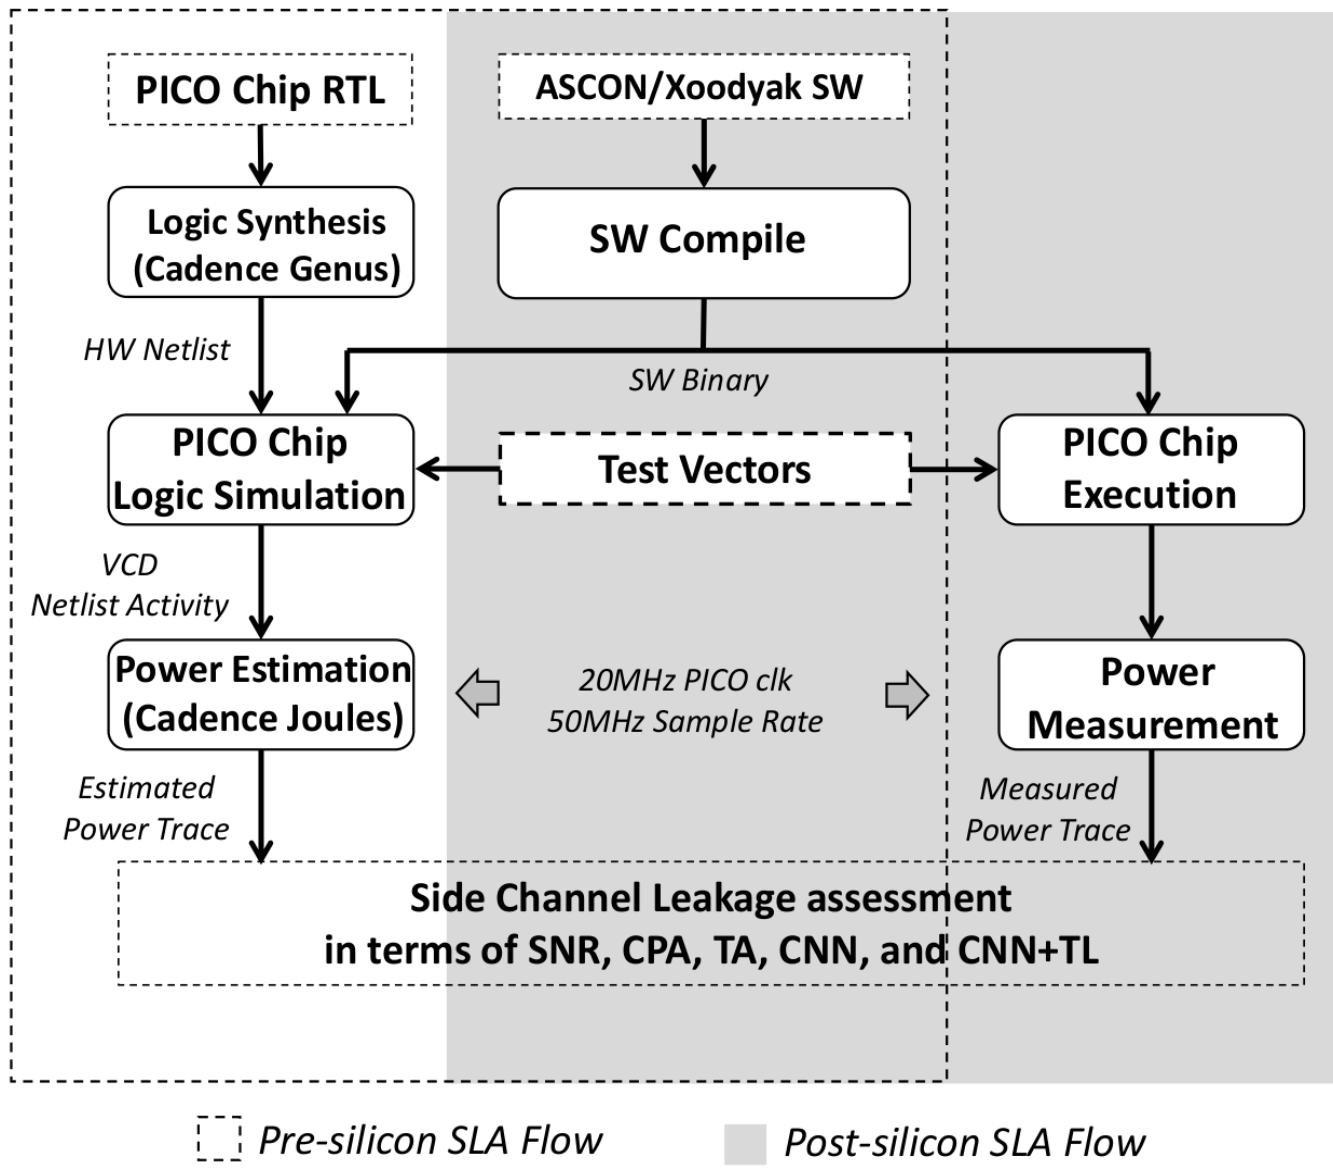 PICO Chip RTL
ASCON/Xoodyak SW
Logic Synthesis
(Cadence Genus)
SW Compile
HW Netlist
SW Binary
PICO Chip
Logic Simulation
Test Vectors
PICO Chip
Execution
VCD
Netlist Activity
Power Estimation
(Cadence Joules)
20MHz PICO clk
50MHz Sample Rate
Power
Measurement
Estimated
Power Trace
Measured
Power Trace
Side Channel Leakage assessment
in terms of SNR, CPA, TA, CNN, and CNN+TL
Pre-silicon SLA Flow
Post-silicon SLA Flow